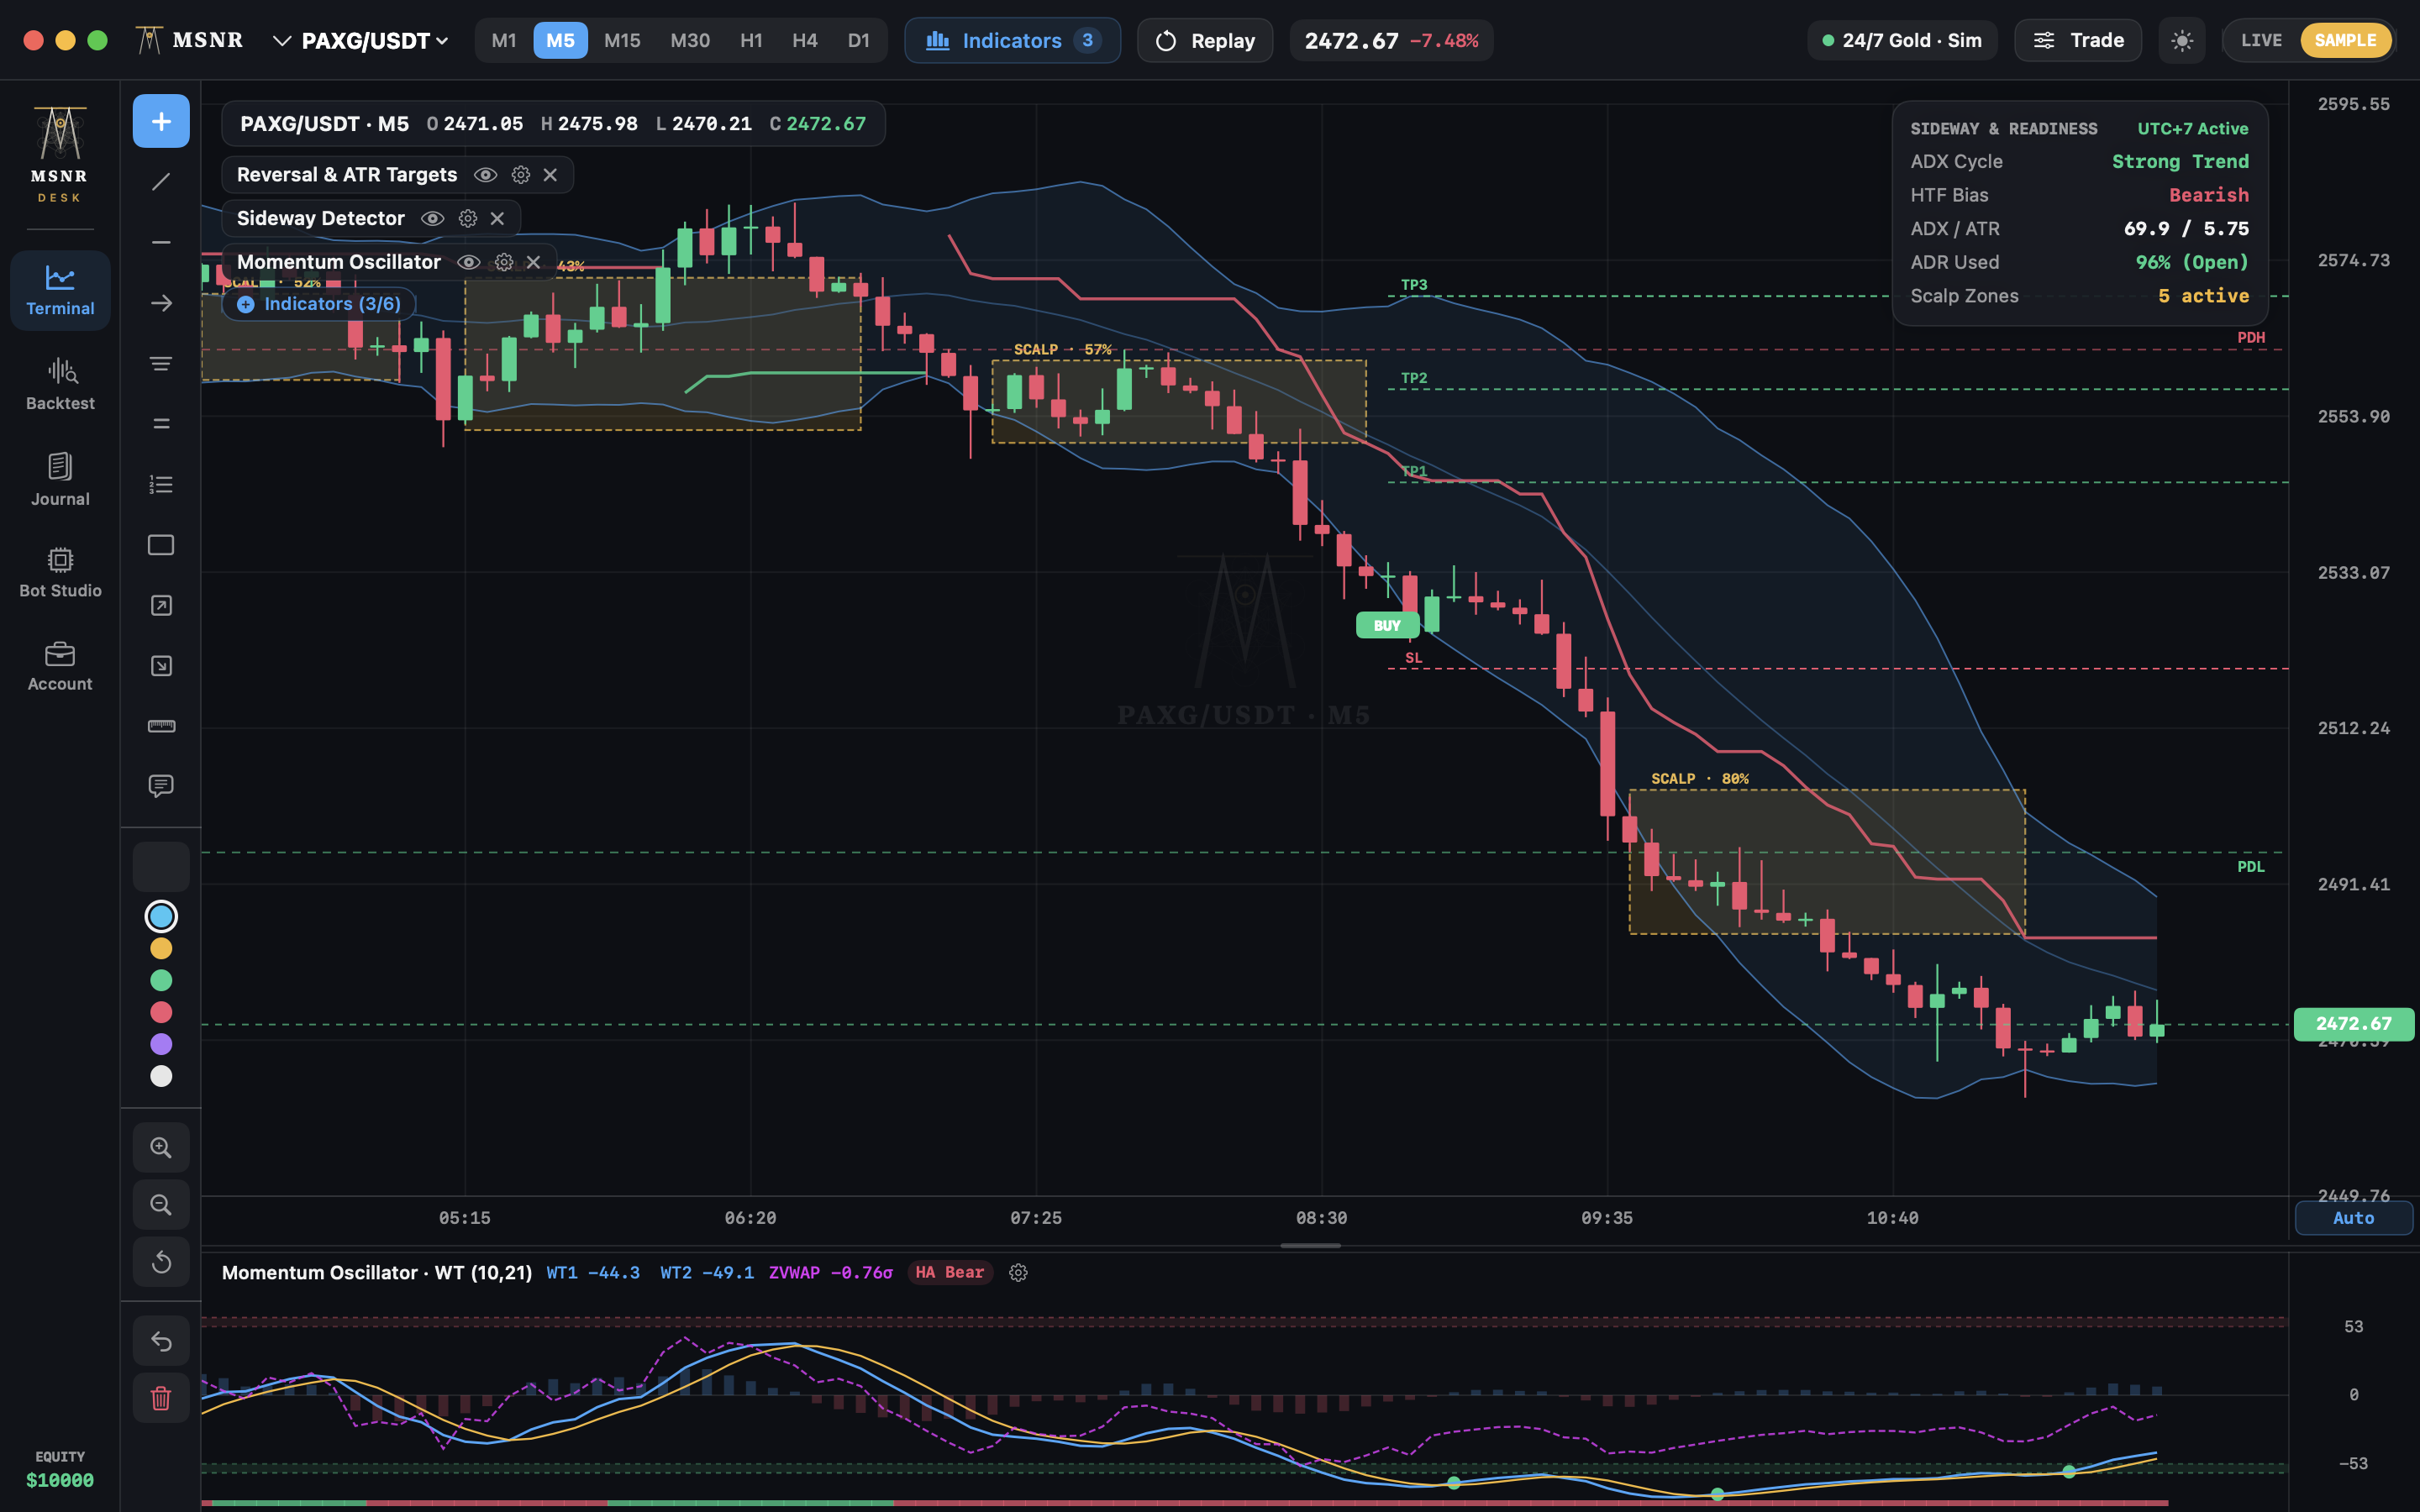 MSNR PAXG/USDT M1 M5 M15 M30 H1 H4 D1 Indicators 3 Replay 2472.67 −7.48% 24/7 Gold · Sim Trade LIVE SAMPLE
MSNR
DESK
Terminal
Backtest
Journal
Bot Studio
Account
EQUITY
$10000
PAXG/USDT · M5 O 2471.05 H 2475.98 L 2470.21 C 2472.67
Reversal & ATR Targets
Sideway Detector
Momentum Oscillator
43%
SCALP · 52%
Indicators (3/6)
SIDEWAY & READINESS UTC+7 Active
ADX Cycle Strong Trend
HTF Bias Bearish
ADX / ATR 69.9 / 5.75
ADR Used 96% (Open)
Scalp Zones 5 active
TP3
PDH
SCALP · 57%
TP2
TP1
BUY
SL
PAXG/USDT · M5
SCALP · 80%
PDL
2595.55
2574.73
2553.90
2533.07
2512.24
2491.41
2472.67
2449.76
Auto
05:15 06:20 07:25 08:30 09:35 10:40
Momentum Oscillator · WT (10,21) WT1 −44.3 WT2 −49.1 ZVWAP −0.76σ HA Bear
53
0
−53